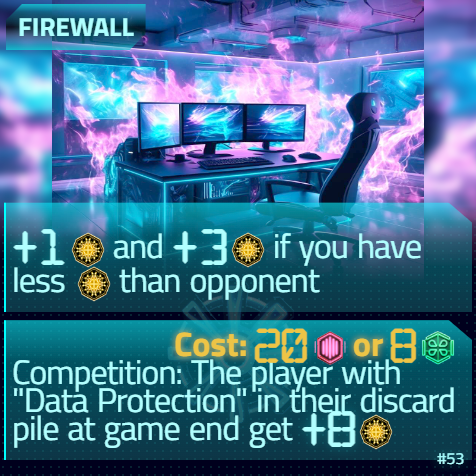 FIREWALL
+1 and +3 if you have
less than opponent
Cost: 20 or 8
Competition: The player with
"Data Protection" in their discard
pile at game end get +8
#53